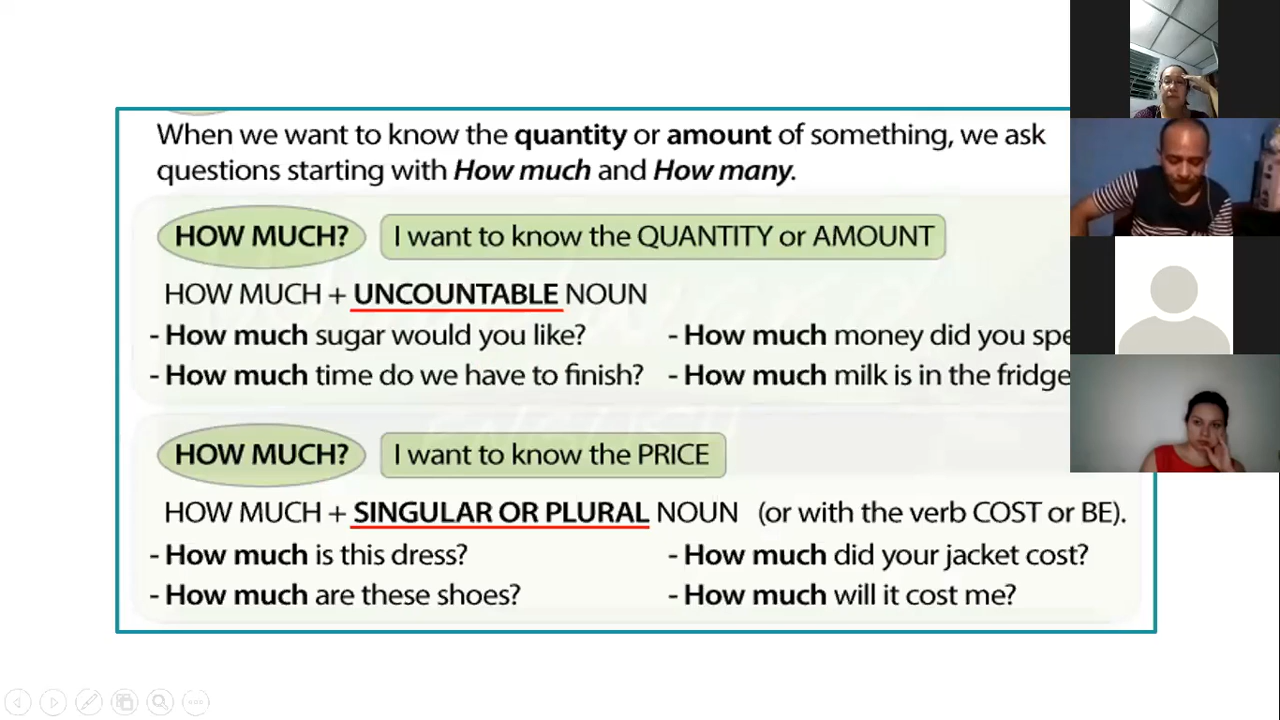 When we want to know the quantity or amount of something, we ask
questions starting with How much and How many.
HOW MUCH? I want to know the QUANTITY or AMOUNT
HOW MUCH + UNCOUNTABLE NOUN
- How much sugar would you like? - How much money did you spe
- How much time do we have to finish? - How much milk is in the fridge
HOW MUCH? I want to know the PRICE
HOW MUCH + SINGULAR OR PLURAL NOUN (or with the verb COST or BE).
- How much is this dress? - How much did your jacket cost?
- How much are these shoes? - How much will it cost me?